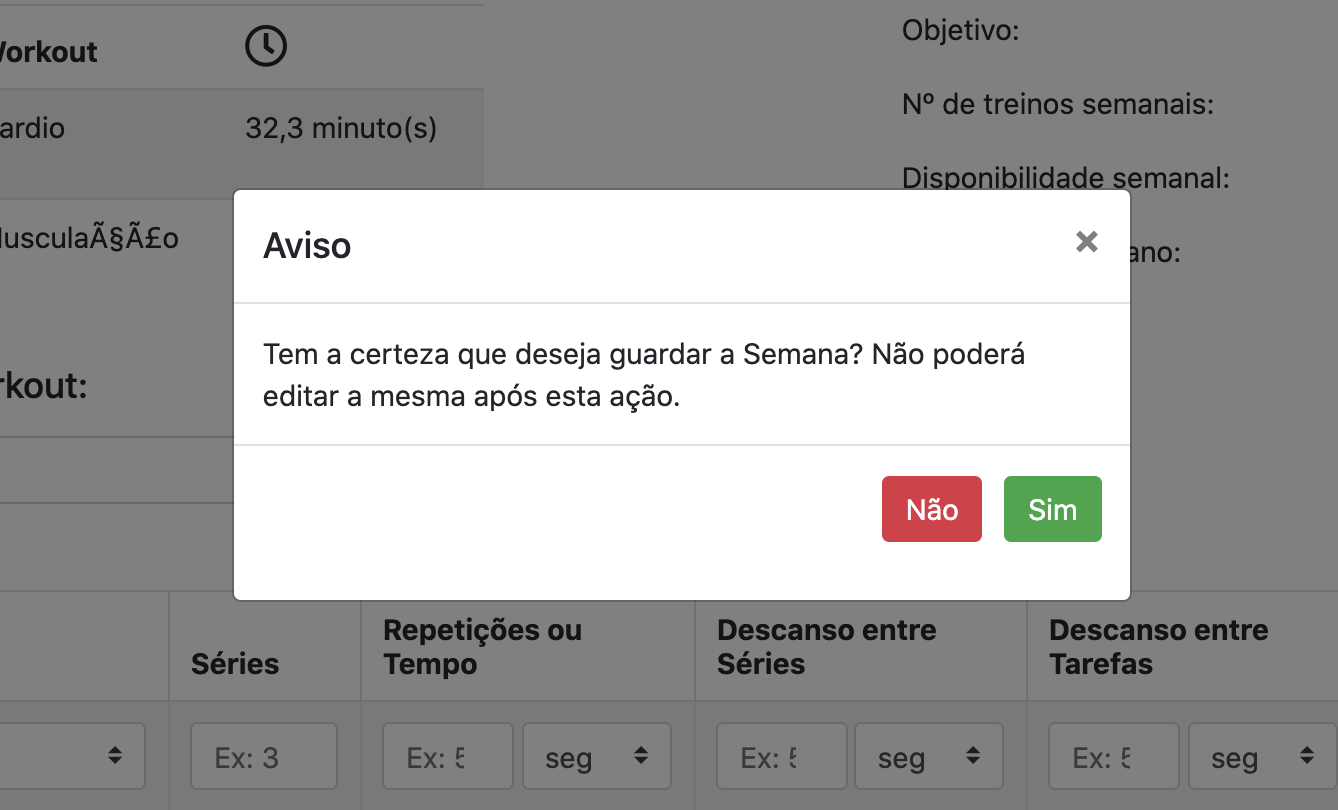 Workout
Objetivo:
Nº de treinos semanais:
ardio
32,3 minuto(s)
Disponibilidade semanal:
usculaÃ§Ã£o
ano:
Aviso
×
Tem a certeza que deseja guardar a Semana? Não poderá
editar a mesma após esta ação.
rkout:
Não
Sim
Séries
Repetições ou
Tempo
Descanso entre
Séries
Descanso entre
Tarefas
Ex: 3
Ex: 5
seg
Ex: 5
seg
Ex: 5
seg